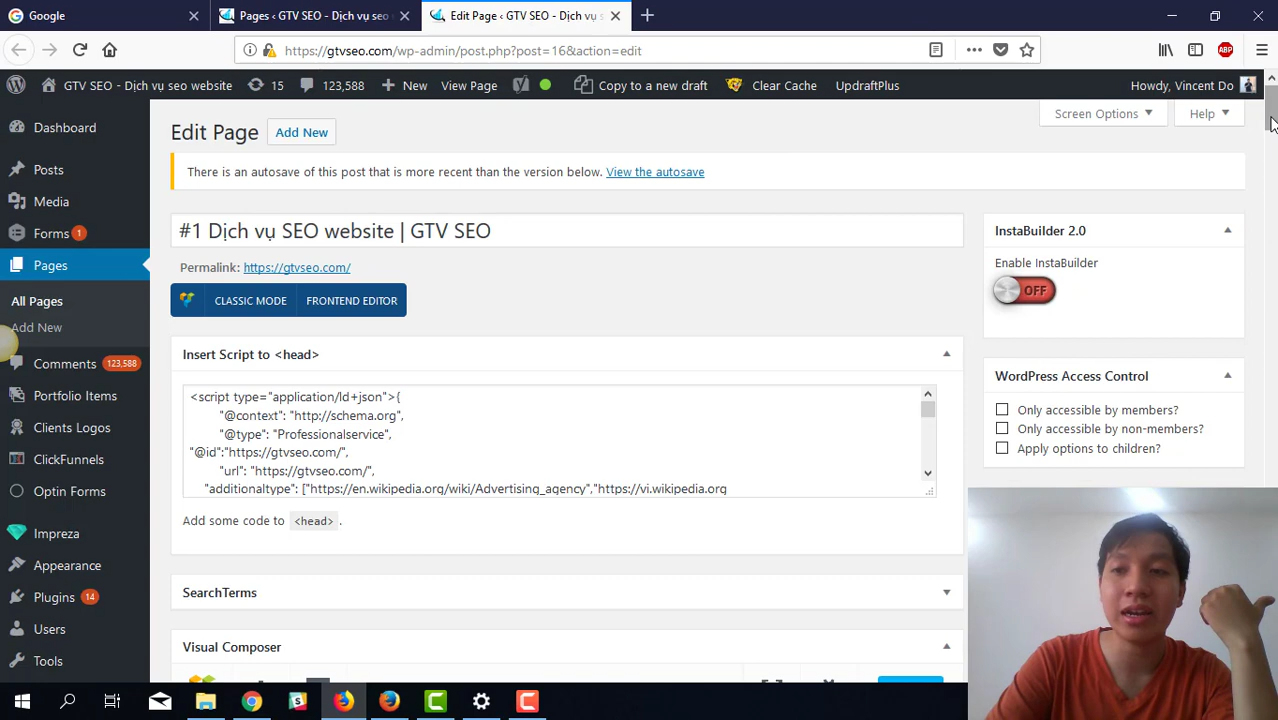 Google
Pages ‹ GTV SEO - Dịch vụ seo
Edit Page ‹ GTV SEO - Dịch vụ s
https://gtvseo.com/wp-admin/post.php?post=16&action=edit
ABP
GTV SEO - Dịch vụ seo website
15
123,588
New
View Page
Copy to a new draft
Clear Cache
UpdraftPlus
Howdy, Vincent Do
Dashboard
Posts
Media
Forms 1
Pages
All Pages
Add New
Comments 123,588
Portfolio Items
Clients Logos
ClickFunnels
Optin Forms
Impreza
Appearance
Plugins 14
Users
Tools
Edit Page
Add New
Screen Options
Help
There is an autosave of this post that is more recent than the version below. View the autosave
#1 Dịch vụ SEO website | GTV SEO
Permalink: https://gtvseo.com/
CLASSIC MODE
FRONTEND EDITOR
Insert Script to <head>
<script type="application/ld+json">{
"@context": "http://schema.org",
"@type": "Professionalservice",
"@id":"https://gtvseo.com/",
"url": "https://gtvseo.com/",
"additionaltype": ["https://en.wikipedia.org/wiki/Advertising_agency","https://vi.wikipedia.org
Add some code to <head> .
SearchTerms
Visual Composer
InstaBuilder 2.0
Enable InstaBuilder
OFF
WordPress Access Control
Only accessible by members?
Only accessible by non-members?
Apply options to children?